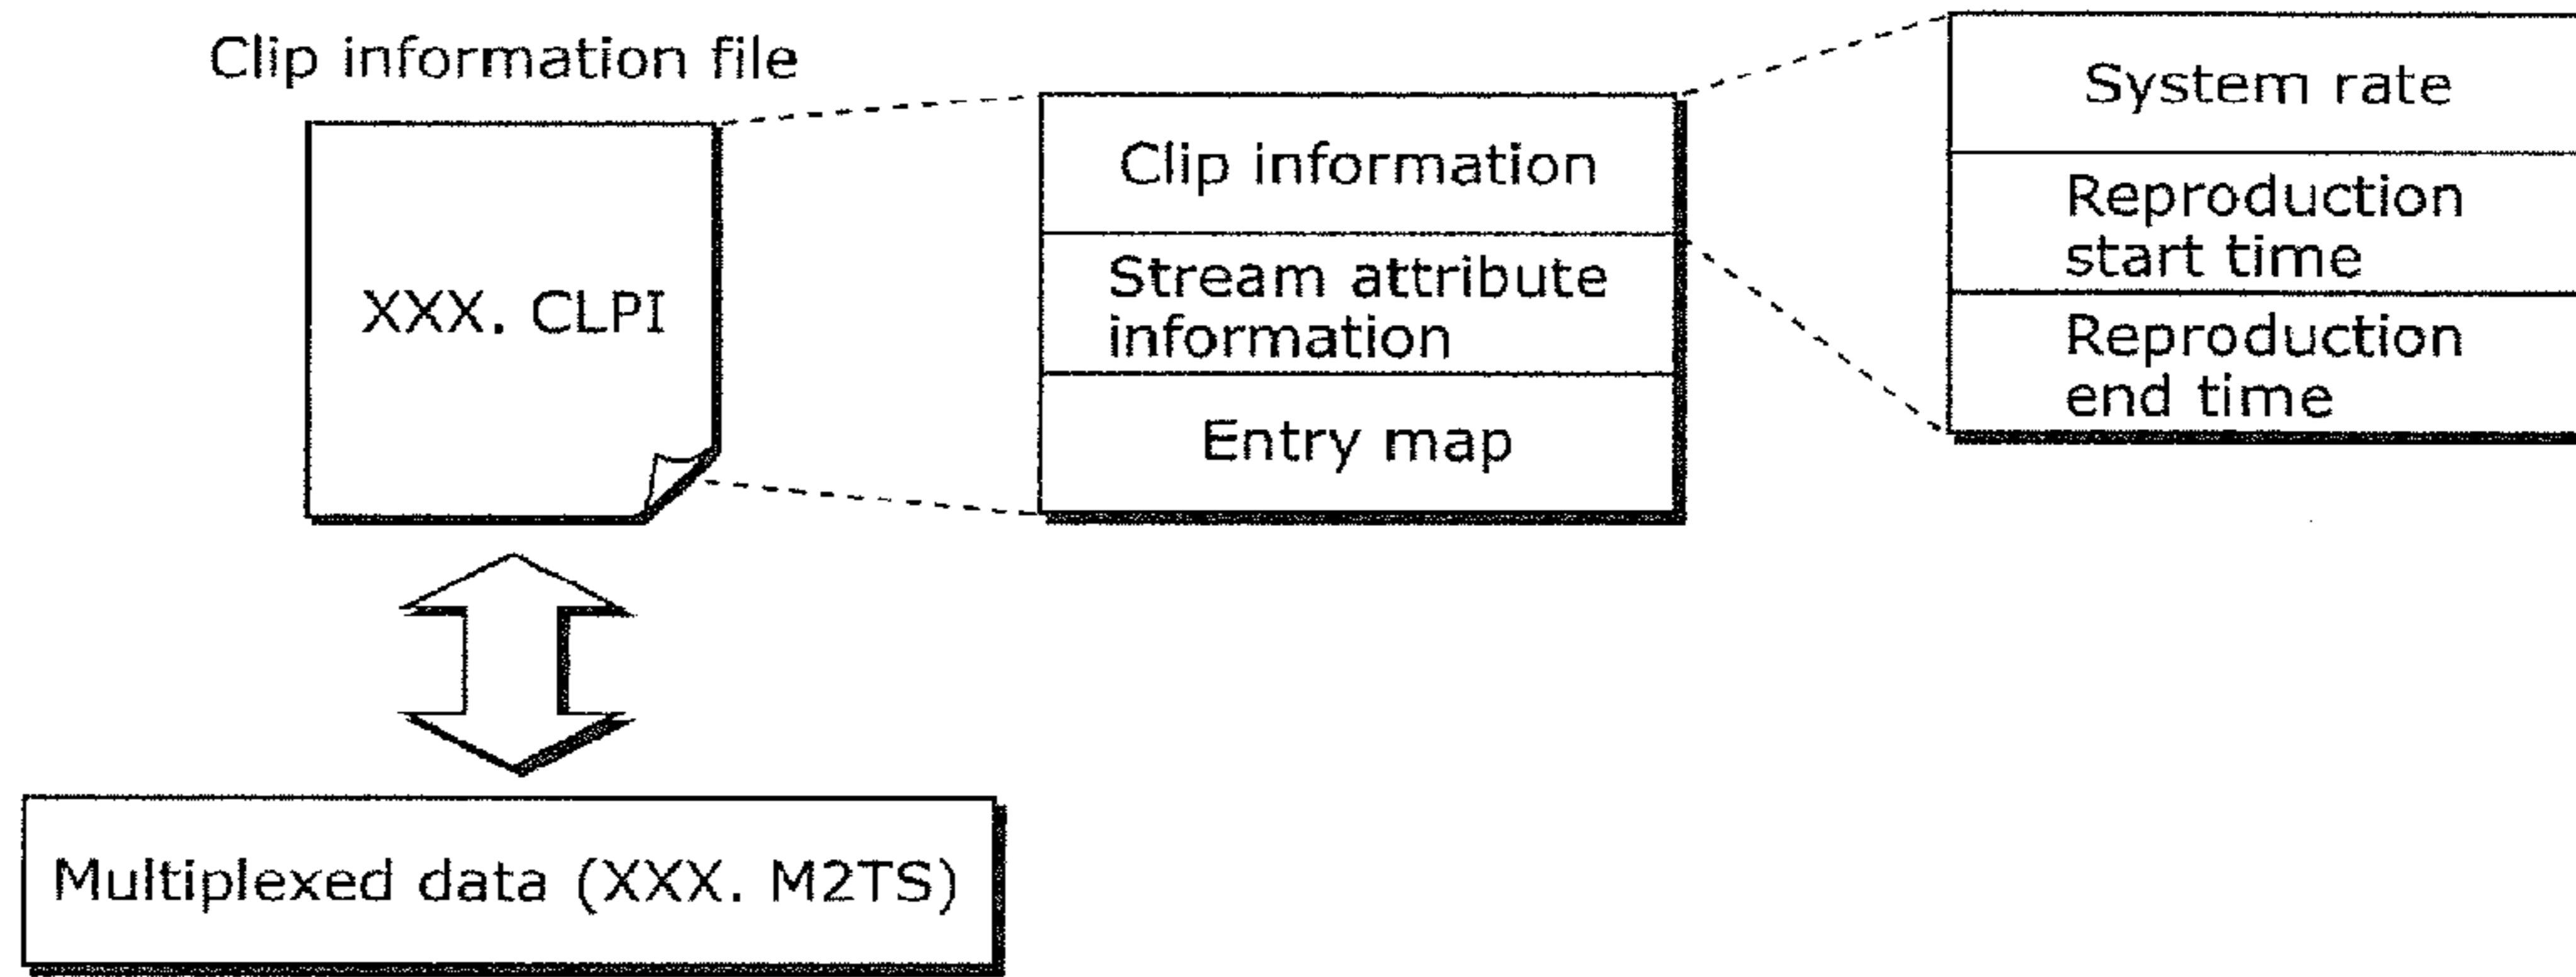 Clip information file
XXX. CLPI
Clip information
Stream attribute
information
Entry map
System rate
Reproduction
start time
Reproduction
end time
Multiplexed data (XXX. M2TS)